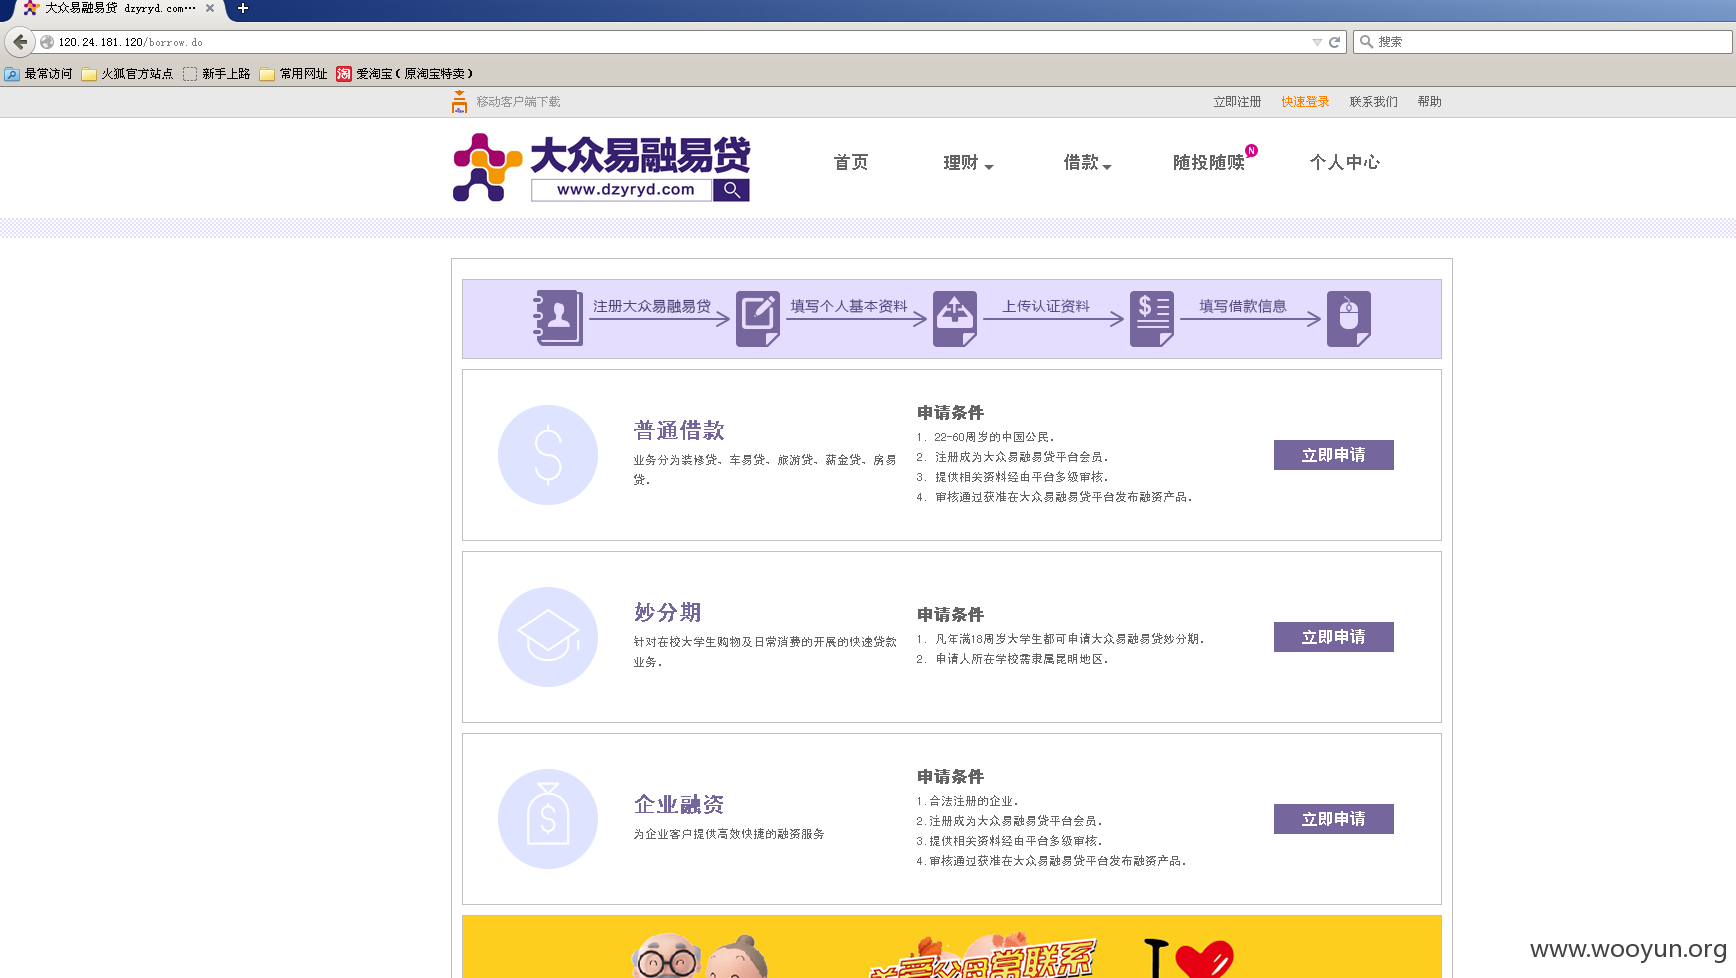 大众易融易贷 dzyryd.com…
120.24.181.120/borrow.do
搜索
最常访问 火狐官方站点 新手上路 常用网址 淘 爱淘宝(原淘宝特卖)
移动客户端下载 立即注册 快速登录 联系我们 帮助
大众易融易贷
www.dzyryd.com
首页 理财 借款 随投随赎 N 个人中心
注册大众易融易贷 填写个人基本资料 上传认证资料 填写借款信息
普通借款
业务分为装修贷、车易贷、旅游贷、薪金贷、房易
贷。
申请条件
1. 22-60周岁的中国公民。
2. 注册成为大众易融易贷平台会员。
3. 提供相关资料经由平台多级审核。
4. 审核通过获准在大众易融易贷平台发布融资产品。
立即申请
妙分期
针对在校大学生购物及日常消费的开展的快速贷款
业务。
申请条件
1. 凡年满18周岁大学生都可申请大众易融易贷妙分期。
2. 申请人所在学校需隶属昆明地区。
立即申请
企业融资
为企业客户提供高效快捷的融资服务
申请条件
1.合法注册的企业。
2.注册成为大众易融易贷平台会员。
3.提供相关资料经由平台多级审核。
4.审核通过获准在大众易融易贷平台发布融资产品。
立即申请
父母常联系
I
www.wooyun.org